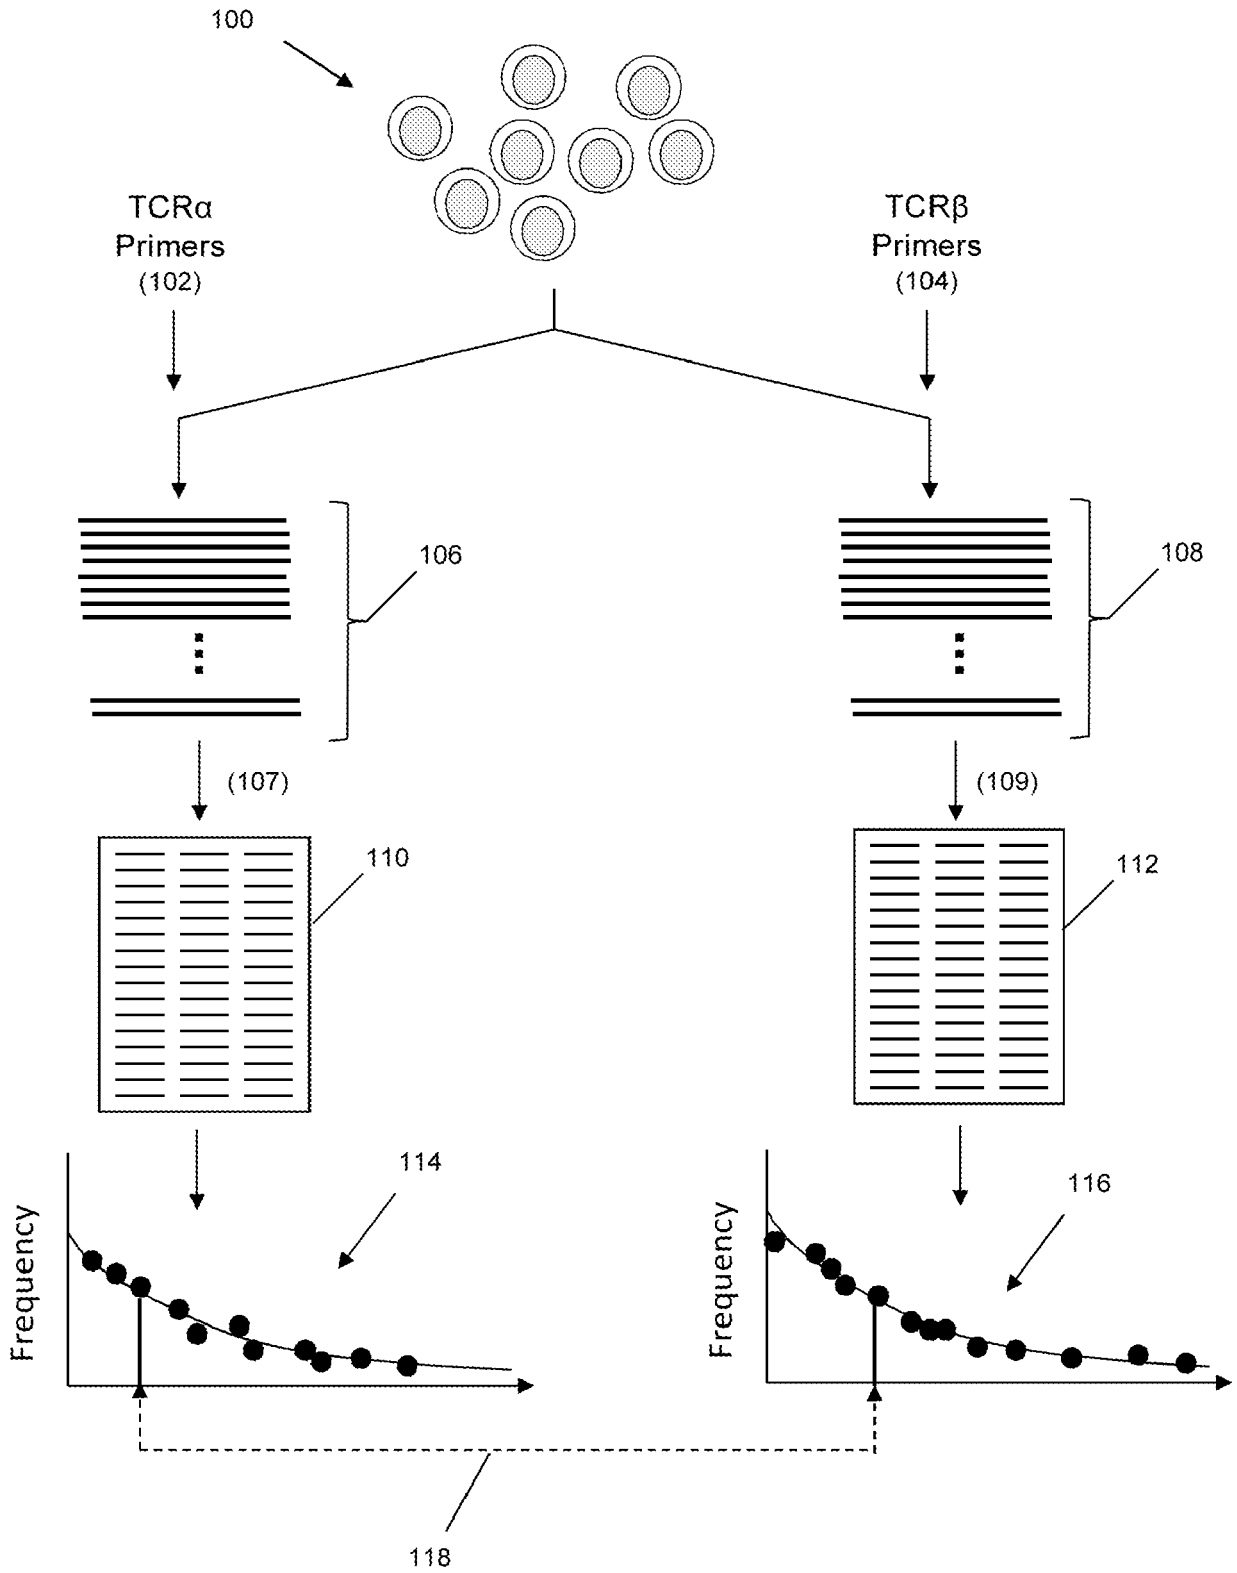 100
TCRα
Primers
(102)
TCRβ
Primers
(104)
106
108
(107)
(109)
110
112
114
116
Frequency
Frequency
118